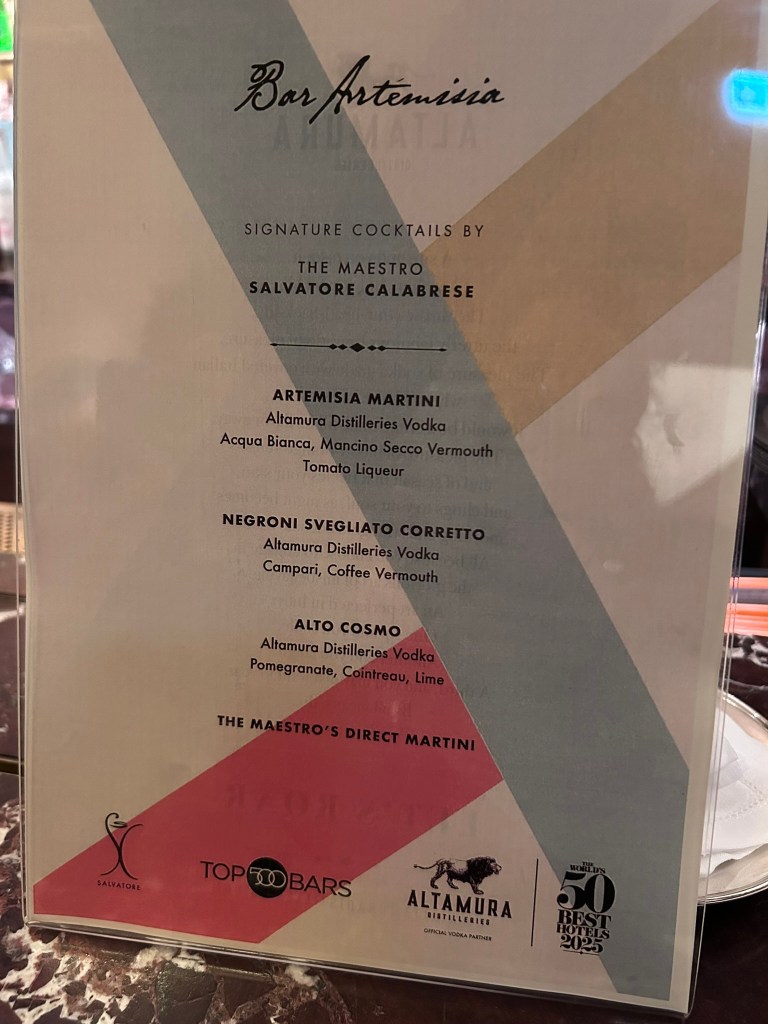 Bar Artemisia
SIGNATURE COCKTAILS BY
THE MAESTRO
SALVATORE CALABRESE
ARTEMISIA MARTINI
Altamura Distilleries Vodka
Acqua Bianca, Mancino Secco Vermouth
Tomato Liqueur
NEGRONI SVEGLIATO CORRETTO
Altamura Distilleries Vodka
Campari, Coffee Vermouth
ALTO COSMO
Altamura Distilleries Vodka
Pomegranate, Cointreau, Lime
THE MAESTRO'S DIRECT MARTINI
SALVATORE
TOP 500 BARS
ALTAMURA
DISTILLERIES
OFFICIAL VODKA PARTNER
THE
WORLD'S
50
BEST
HOTELS
2025